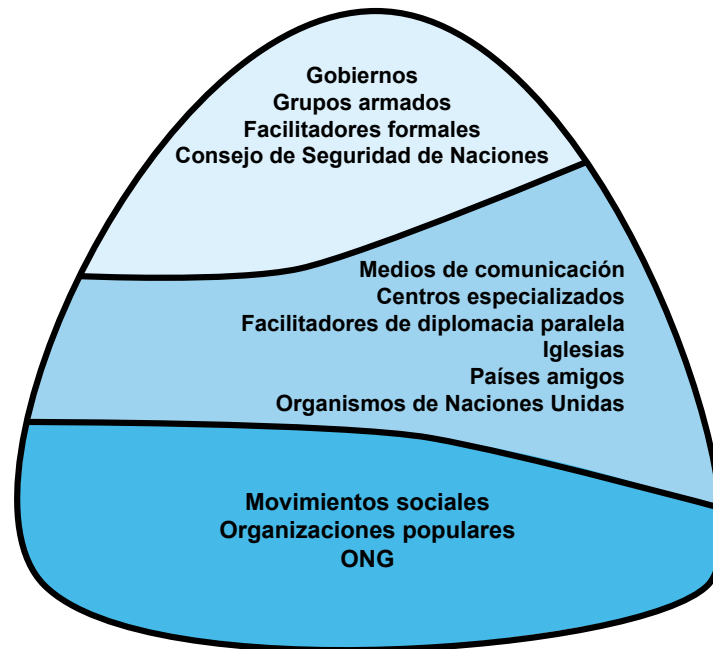 Gobiernos
Grupos armados
Facilitadores formales
Consejo de Seguridad de Naciones
Medios de comunicación
Centros especializados
Facilitadores de diplomacia paralela
Iglesias
Países amigos
Organismos de Naciones Unidas
Movimientos sociales
Organizaciones populares
ONG